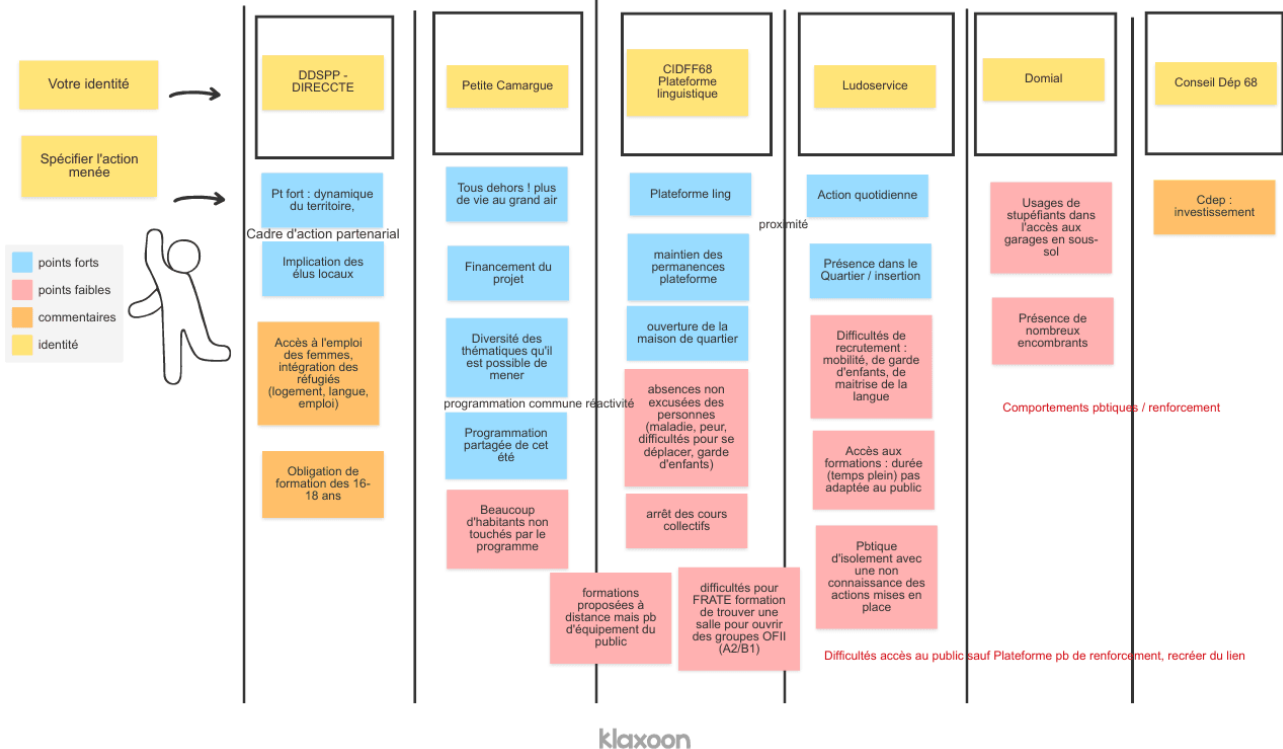 Votre identité
Spécifier l'action
menée
points forts
points faibles
commentaires
identité
DDSPP -
DIRECCTE
Pt fort : dynamique
du territoire,
Cadre d'action partenarial
Implication des
élus locaux
Accès à l'emploi
des femmes,
intégration des
réfugiés
(logement, langue,
emploi)
Obligation de
formation des 16-
18 ans
Petite Camargue
Tous dehors ! plus
de vie au grand air
Financement du
projet
Diversité des
thématiques qu'il
est possible de
mener
programmation commune réactivité
Programmation
partagée de cet
été
Beaucoup
d'habitants non
touchés par le
programme
CIDFF68
Plateforme
linguistique
Plateforme ling
proximité
maintien des
permanences
plateforme
ouverture de la
maison de quartier
absences non
excusées des
personnes
(maladie, peur,
difficultés pour se
déplacer, garde
d'enfants)
arrêt des cours
collectifs
formations
proposées à
distance mais pb
d'équipement du
public
difficultés pour
FRATE formation
de trouver une
salle pour ouvrir
des groupes OFII
(A2/B1)
Ludoservice
Action quotidienne
Présence dans le
Quartier / insertion
Difficultés de
recrutement :
mobilité, de garde
d'enfants, de
maitrise de la
langue
Accès aux
formations : durée
(temps plein) pas
adaptée au public
Pbtique
d'isolement avec
une non
connaissance des
actions mises en
place
Difficultés accès au public sauf Plateforme pb de renforcement, recréer du lien
Domial
Usages de
stupéfiants dans
l'accès aux
garages en sous-
sol
Présence de
nombreux
encombrants
Comportements pbtiques / renforcement
Conseil Dép 68
Cdep :
investissement
klaxoon